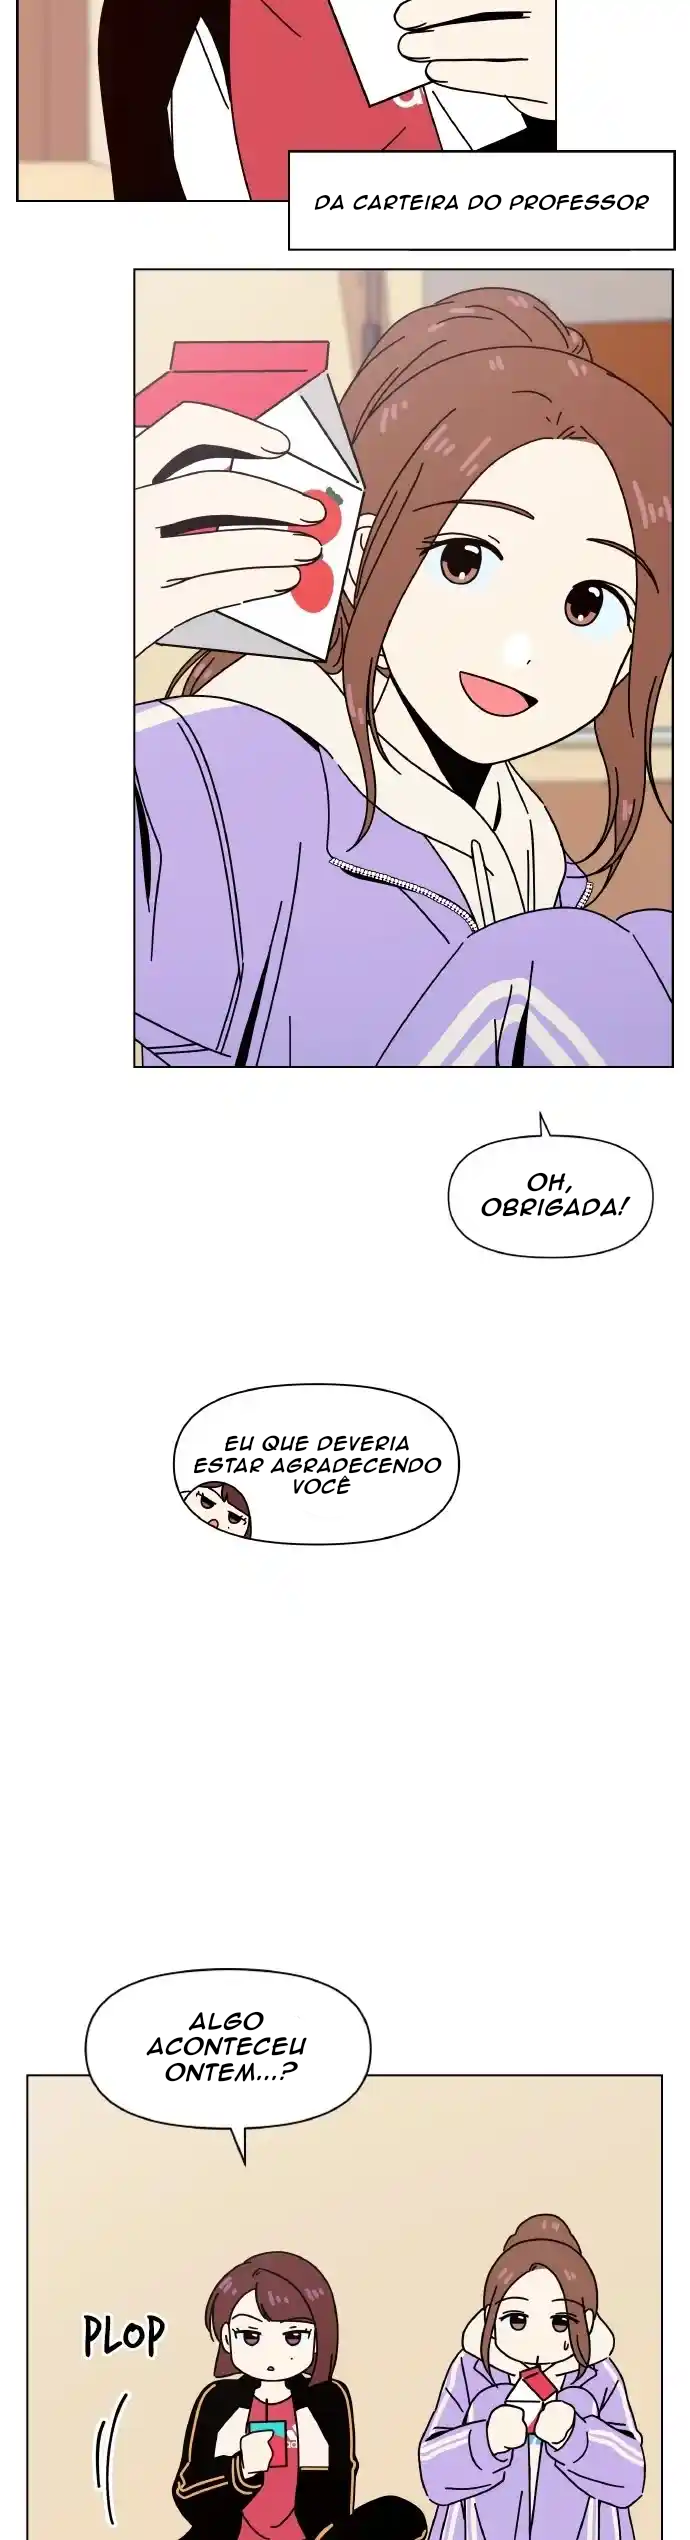 DA CARTEIRA DO PROFESSOR
OH,
OBRIGADA!
EU QUE DEVERIA
ESTAR AGRADECENDO
VOCÊ
ALGO
ACONTECEU
ONTEM...?
PLOP